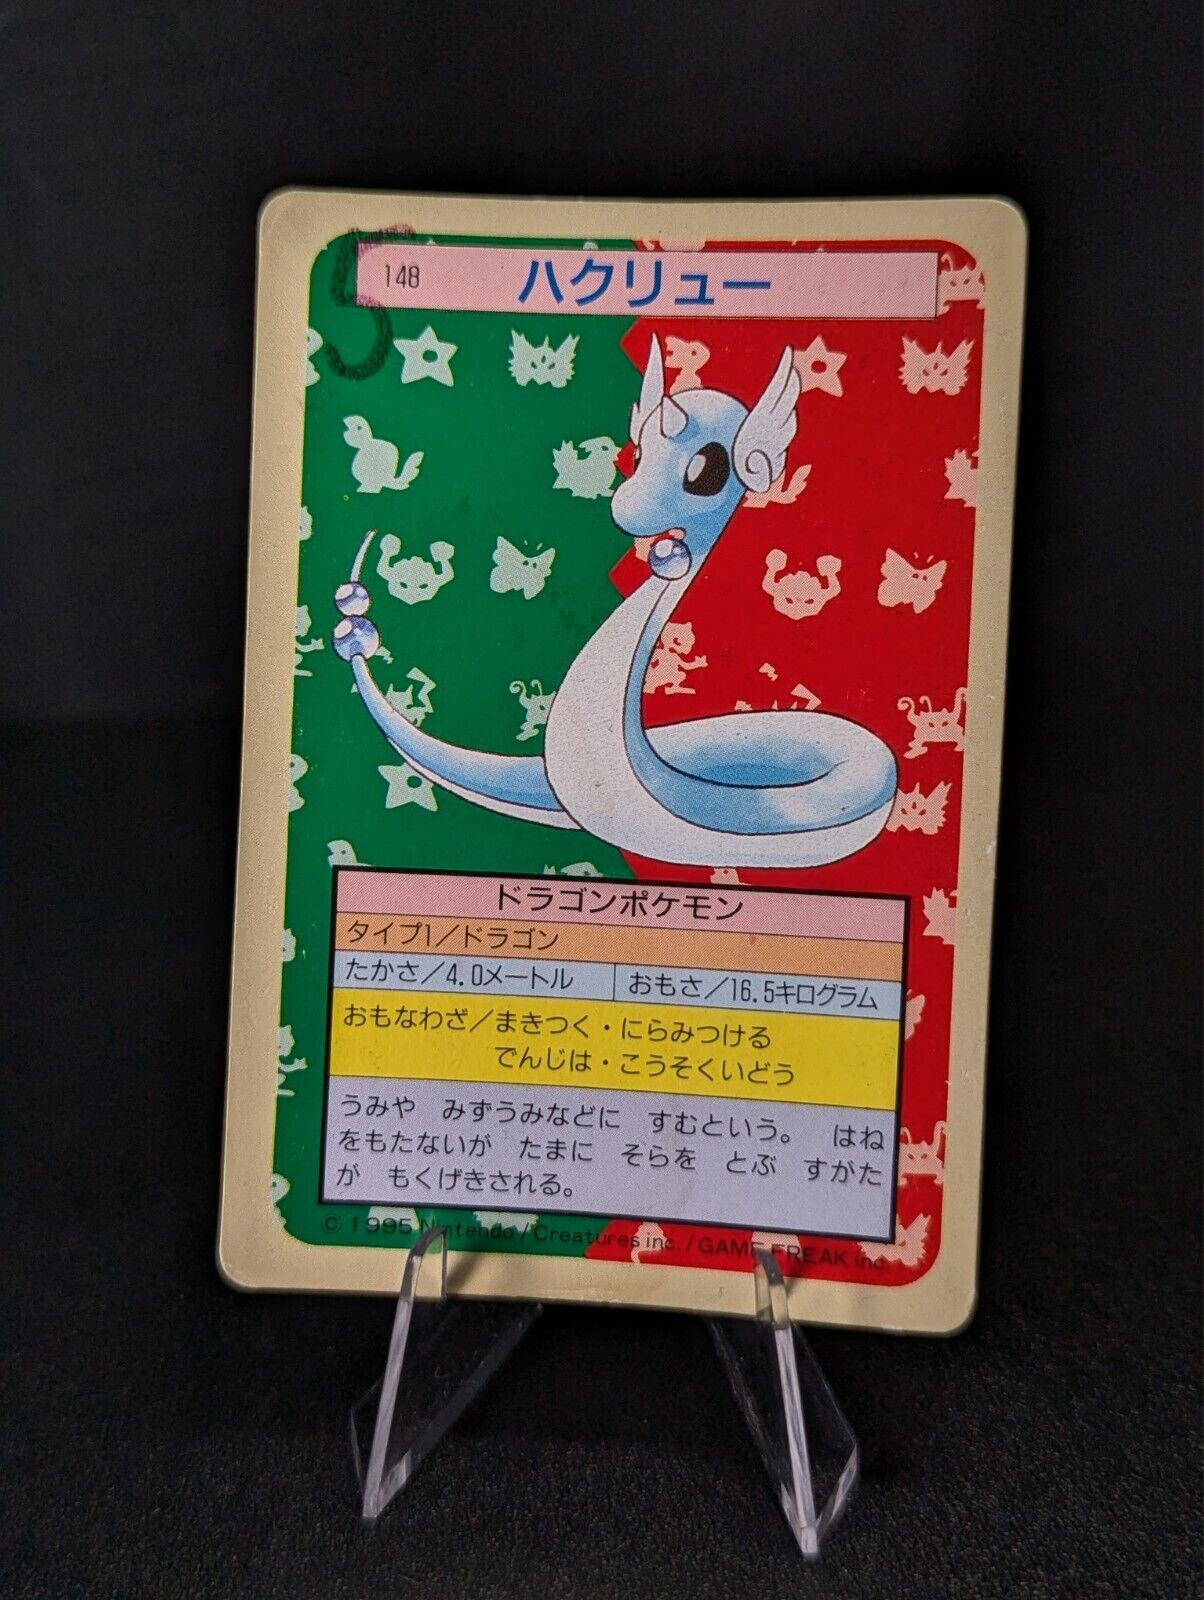 5
148 ハクリュー
ドラゴンポケモン
タイプ1/ドラゴン
たかさ/4.0メートル おもさ/16.5キログラム
おもなわざ/まきつく・にらみつける
でんじは・こうそくいどう
うみや みずうみなどに すむという。 はね
をもたないが たまに そらを とぶ すがた
が もくげきされる。
© 1995 Nintendo/Creatures inc./GAME FREAK inc.